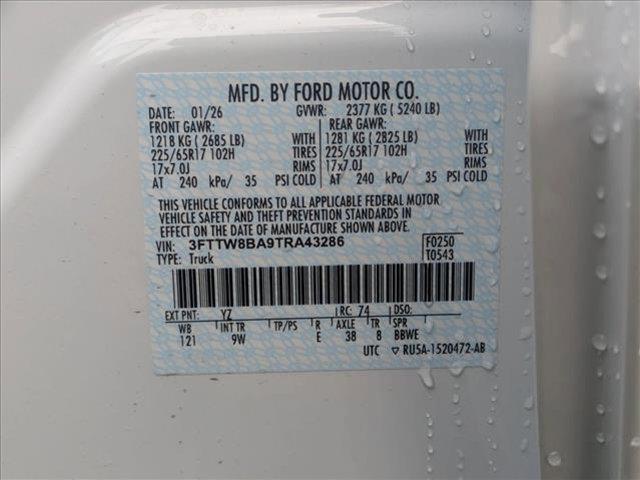 MFD. BY FORD MOTOR CO.
DATE: 01/26 GVWR: 2377 KG ( 5240 LB)
FRONT GAWR: REAR GAWR:
1218 KG ( 2685 LB) WITH 1281 KG ( 2825 LB) WITH
225/65R17 102H TIRES 225/65R17 102H TIRES
17x7.0J RIMS 17x7.0J RIMS
AT 240 kPa/ 35 PSI COLD AT 240 kPa/ 35 PSI COLD
THIS VEHICLE CONFORMS TO ALL APPLICABLE FEDERAL MOTOR
VEHICLE SAFETY AND THEFT PREVENTION STANDARDS IN
EFFECT ON THE DATE OF MANUFACTURE SHOWN ABOVE.
VIN: 3FTTW8BA9TRA43286 F0250
TYPE: Truck T0543
EXT PNT: YZ RC: 74 DSO:
WB INT TR TP/PS R AXLE TR SPR
121 9W E 38 8 BBWE
UTC ▽ RU5A-1520472-AB